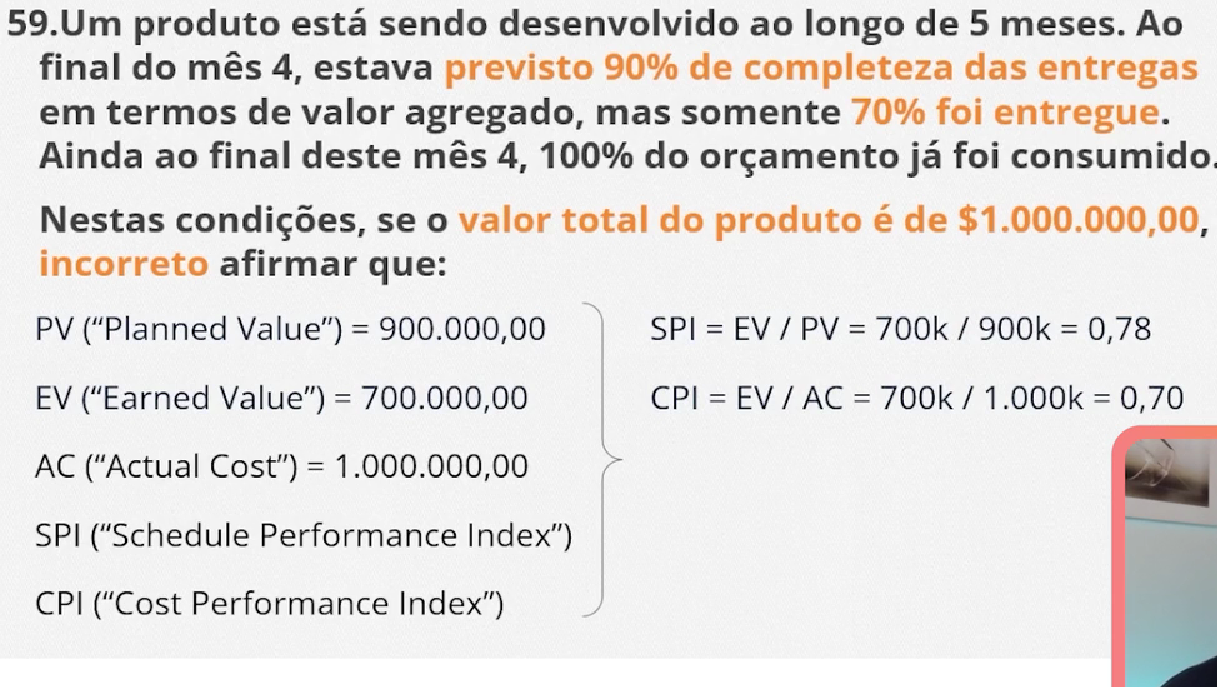 59.Um produto está sendo desenvolvido ao longo de 5 meses. Ao
final do mês 4, estava previsto 90% de completeza das entregas
em termos de valor agregado, mas somente 70% foi entregue.
Ainda ao final deste mês 4, 100% do orçamento já foi consumido.
Nestas condições, se o valor total do produto é de $1.000.000,00,
incorreto afirmar que:
PV (“Planned Value”) = 900.000,00
SPI = EV / PV = 700k / 900k = 0,78
EV (“Earned Value”) = 700.000,00
CPI = EV / AC = 700k / 1.000k = 0,70
AC (“Actual Cost”) = 1.000.000,00
SPI (“Schedule Performance Index”)
CPI (“Cost Performance Index”)